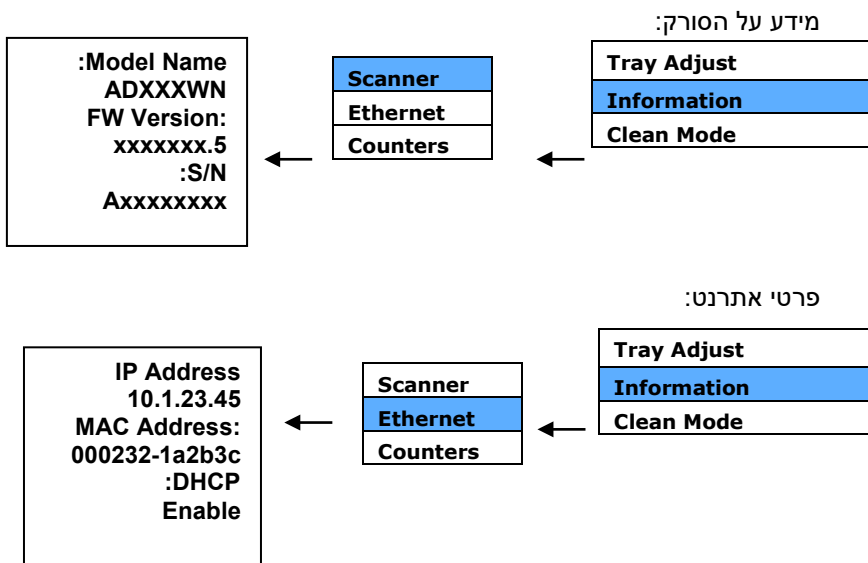 מידע על הסורק:
Tray Adjust
Information
Clean Mode
Scanner
Ethernet
Counters
:Model Name
ADXXXWN
FW Version:
xxxxxxx.5
:S/N
Axxxxxxxx
פרטי אתרנט:
Tray Adjust
Information
Clean Mode
Scanner
Ethernet
Counters
IP Address
10.1.23.45
MAC Address:
000232-1a2b3c
:DHCP
Enable